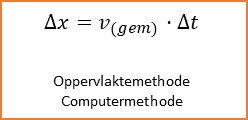 Δx = v(gem) · Δt
Oppervlaktemethode
Computermethode